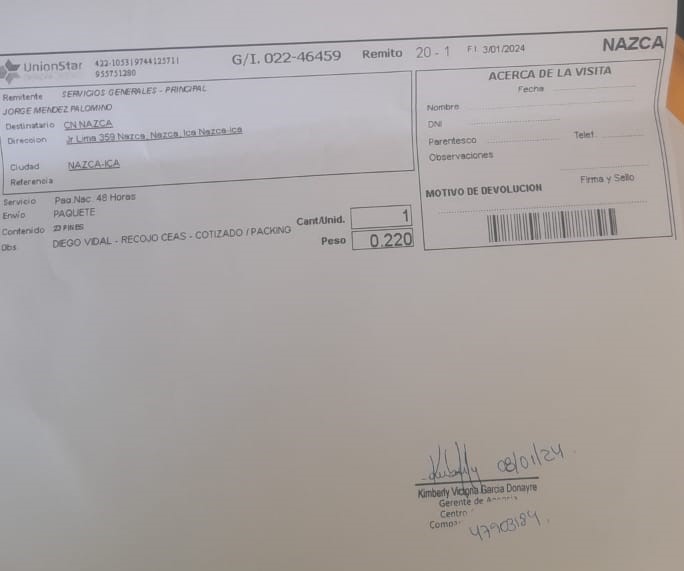 UnionStar
422-1053 | 974412571 |
955751280
G/I. 022-46459
Remito 20 - 1
F.I. 3/01/2024
NAZCA
Remitente SERVICIOS GENERALES - PRINCIPAL
JORGE MENDEZ PALOMINO
Destinatario CN NAZCA
Direccion Jr Lima 359 Nazca, Nazca, Ica Nazca-ica
Ciudad NAZCA-ICA
Referencia
Servicio Paq.Nac. 48 Horas
Envio PAQUETE
Contenido 23 PINES
Obs DIEGO VIDAL - RECOJO CEAS - COTIZADO / PACKING
Cant/Unid. 1
Peso 0.220
ACERCA DE LA VISITA
Fecha
Nombre
DNI
Parentesco Telef.
Observaciones
Firma y Sello
MOTIVO DE DEVOLUCION
08/01/24
Kimberly Victoria Garcia Donayre
Gerente de
Centro
47903184